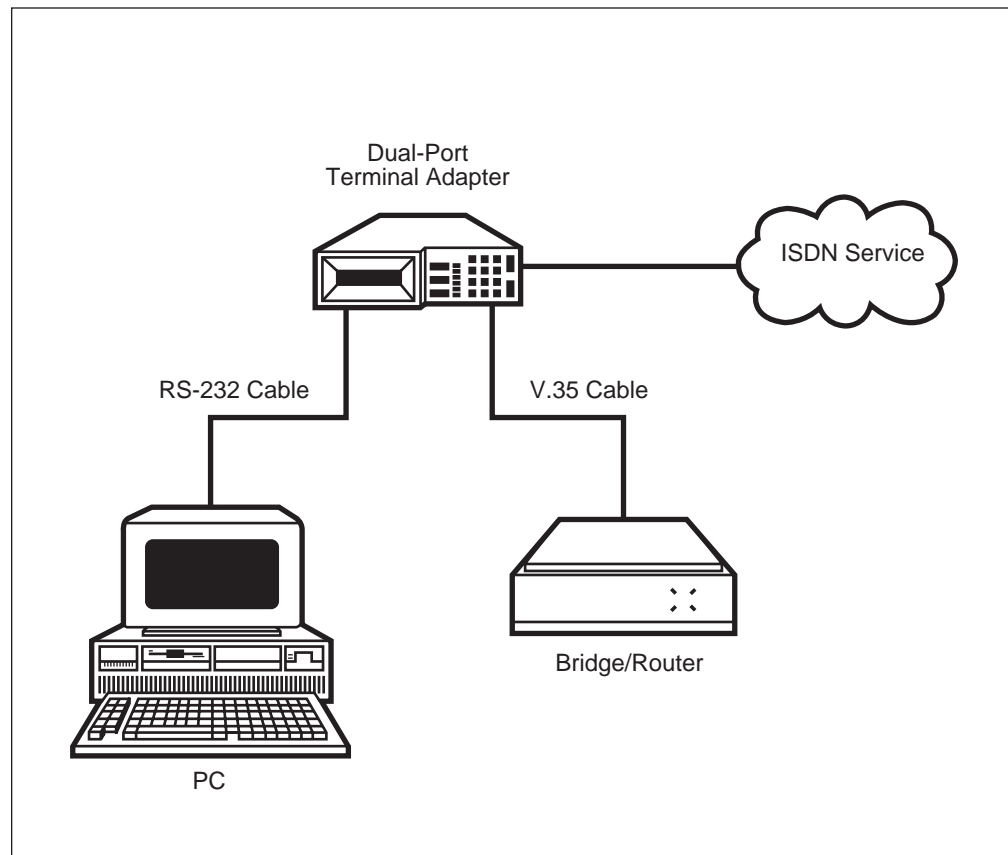 Dual-Port
Terminal Adapter
ISDN Service
RS-232 Cable
V.35 Cable
Bridge/Router
PC